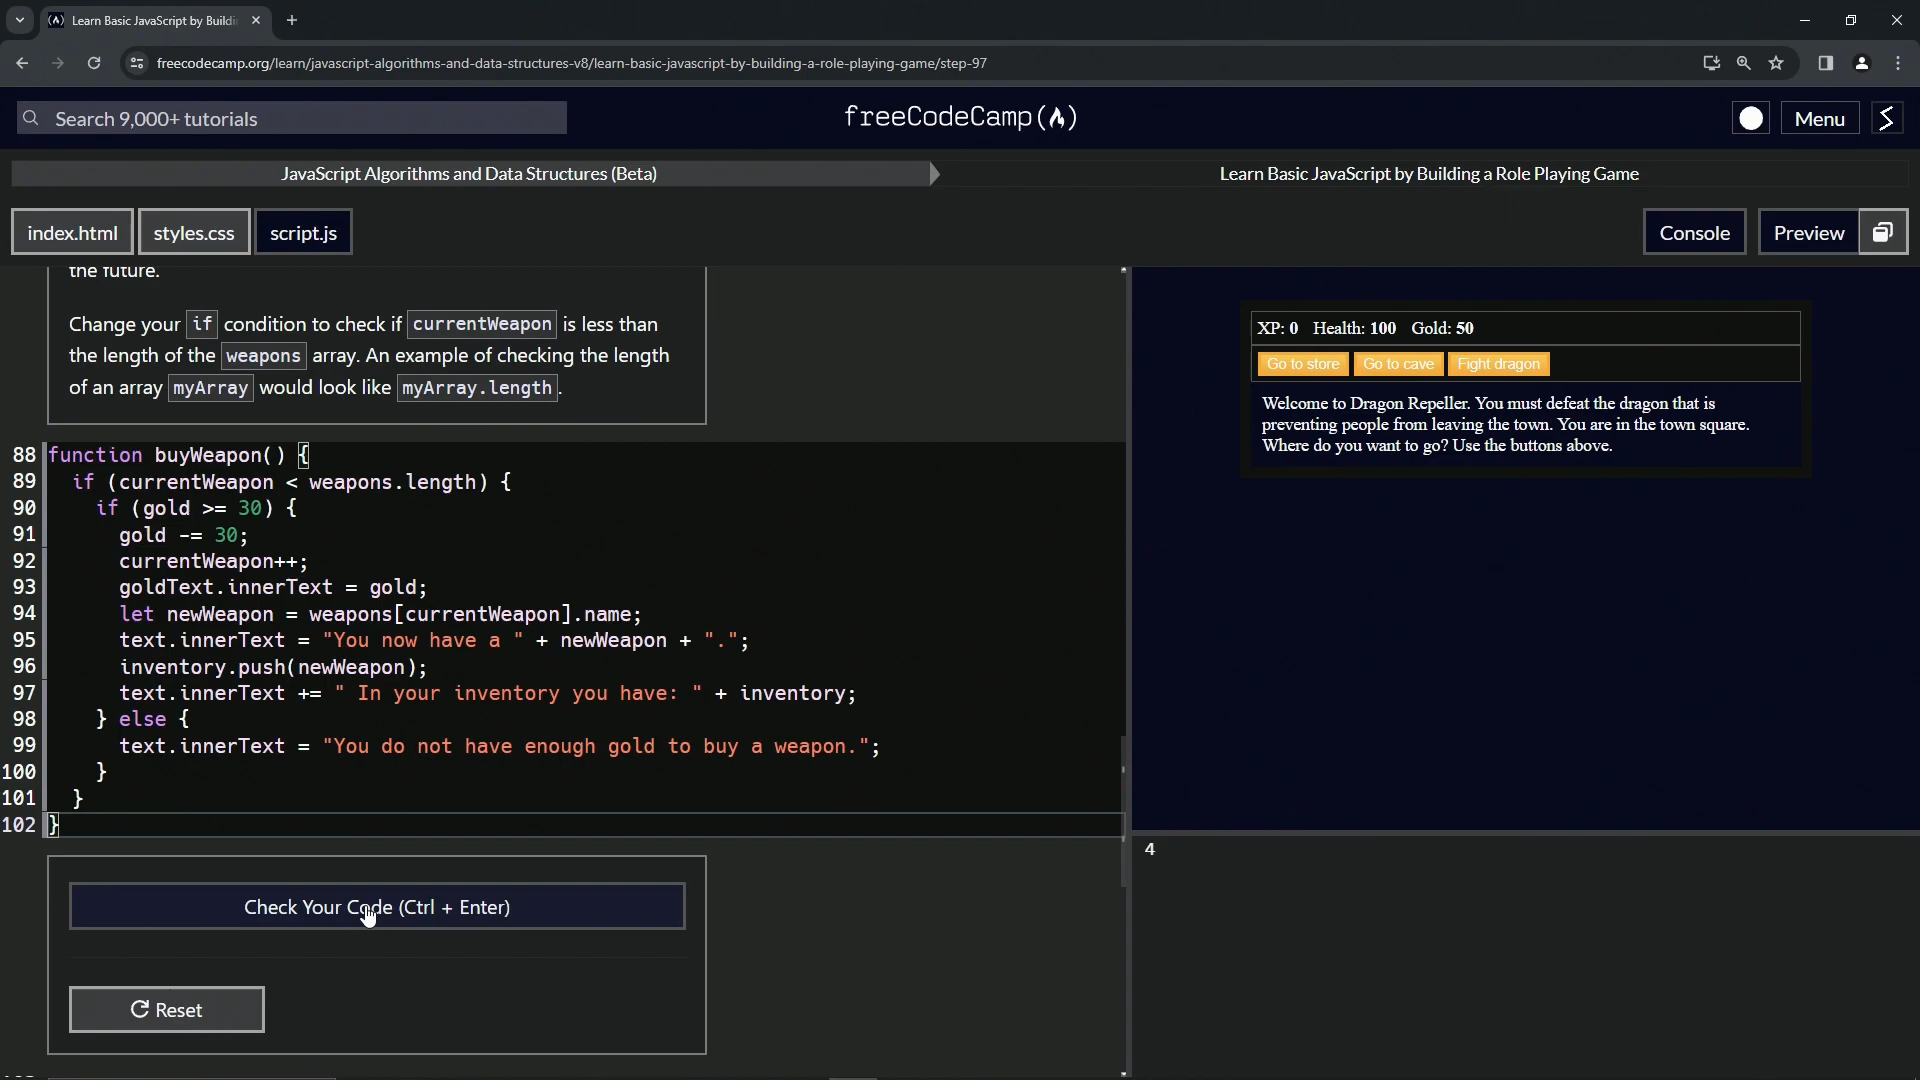 Learn Basic JavaScript by Buildi
freecodecamp.org/learn/javascript-algorithms-and-data-structures-v8/learn-basic-javascript-by-building-a-role-playing-game/step-97
Search 9,000+ tutorials
freeCodeCamp(🔥)
Menu
JavaScript Algorithms and Data Structures (Beta)
Learn Basic JavaScript by Building a Role Playing Game
index.html
styles.css
script.js
Console
Preview
the future.
Change your if condition to check if currentWeapon is less than
the length of the weapons array. An example of checking the length
of an array myArray would look like myArray.length.
88 function buyWeapon() {
89 if (currentWeapon < weapons.length) {
90 if (gold >= 30) {
91 gold -= 30;
92 currentWeapon++;
93 goldText.innerText = gold;
94 let newWeapon = weapons[currentWeapon].name;
95 text.innerText = "You now have a " + newWeapon + ".";
96 inventory.push(newWeapon);
97 text.innerText += " In your inventory you have: " + inventory;
98 } else {
99 text.innerText = "You do not have enough gold to buy a weapon.";
100 }
101 }
102 }
Check Your Code (Ctrl + Enter)
Reset
XP: 0 Health: 100 Gold: 50
Go to store Go to cave Fight dragon
Welcome to Dragon Repeller. You must defeat the dragon that is
preventing people from leaving the town. You are in the town square.
Where do you want to go? Use the buttons above.
4